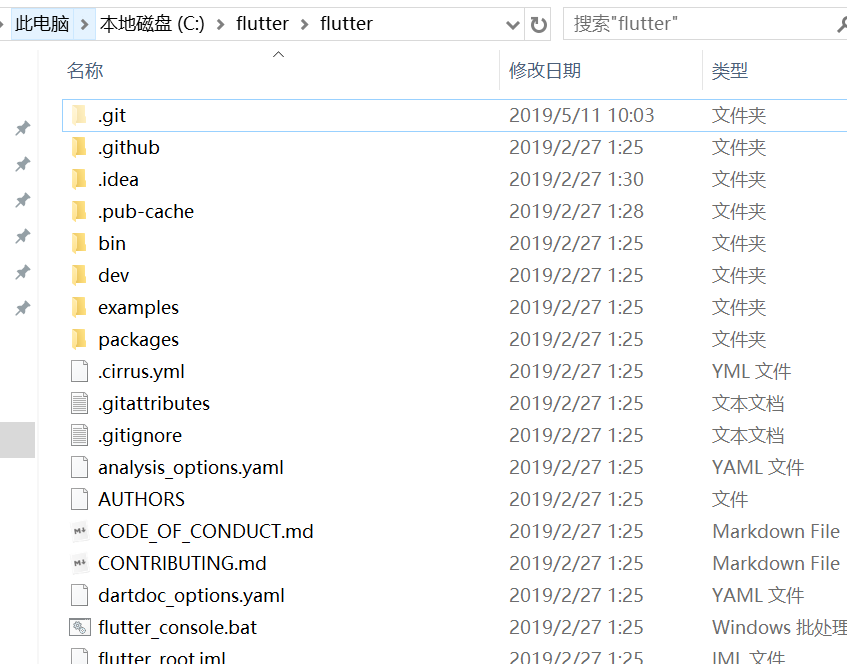 此电脑 本地磁盘 (C:) flutter flutter 搜索"flutter"
名称 修改日期 类型
.git 2019/5/11 10:03 文件夹
.github 2019/2/27 1:25 文件夹
.idea 2019/2/27 1:30 文件夹
.pub-cache 2019/2/27 1:28 文件夹
bin 2019/2/27 1:25 文件夹
dev 2019/2/27 1:25 文件夹
examples 2019/2/27 1:25 文件夹
packages 2019/2/27 1:25 文件夹
.cirrus.yml 2019/2/27 1:25 YML 文件
.gitattributes 2019/2/27 1:25 文本文档
.gitignore 2019/2/27 1:25 文本文档
analysis_options.yaml 2019/2/27 1:25 YAML 文件
AUTHORS 2019/2/27 1:25 文件
CODE_OF_CONDUCT.md 2019/2/27 1:25 Markdown File
CONTRIBUTING.md 2019/2/27 1:25 Markdown File
dartdoc_options.yaml 2019/2/27 1:25 YAML 文件
flutter_console.bat 2019/2/27 1:25 Windows 批处理
flutter_root.iml 2019/2/27 1:25 IML 文件